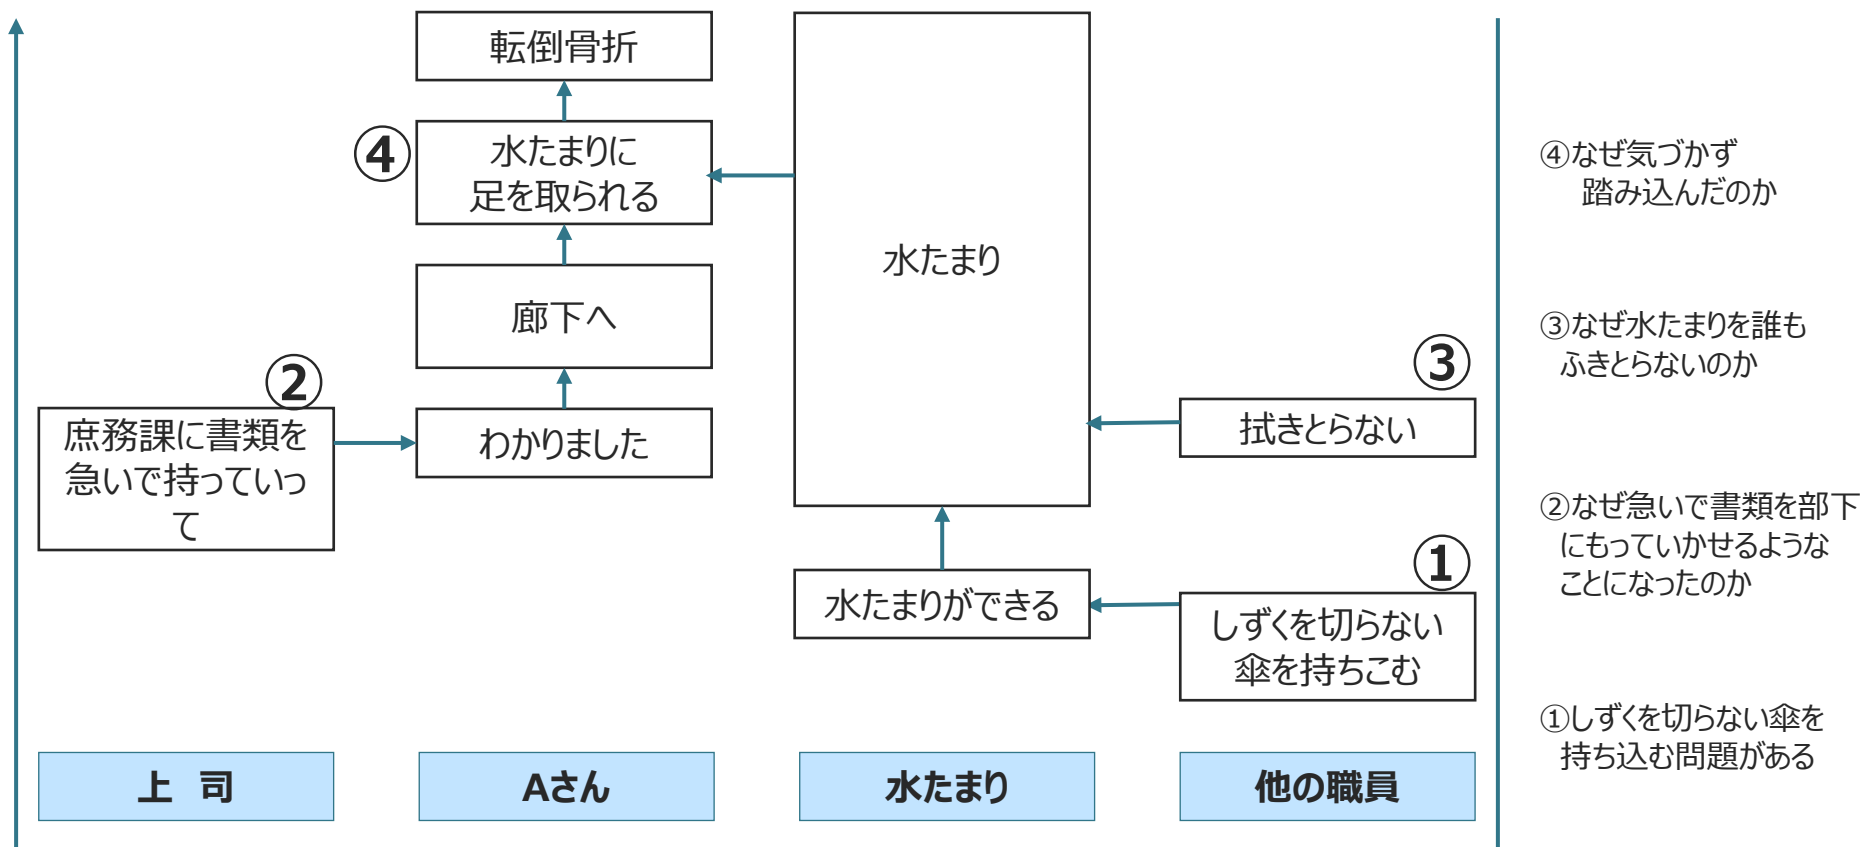 転倒骨折
④
水たまりに
足を取られる
水たまり
廊下へ
②
庶務課に書類を
急いで持っていっ
て
わかりました
③
拭きとらない
①
水たまりができる
しずくを切らない
傘を持ちこむ
上 司
Aさん
水たまり
他の職員
④なぜ気づかず
踏み込んだのか
③なぜ水たまりを誰も
ふきとらないのか
②なぜ急いで書類を部下
にもっていかせるような
ことになったのか
①しずくを切らない傘を
持ち込む問題がある